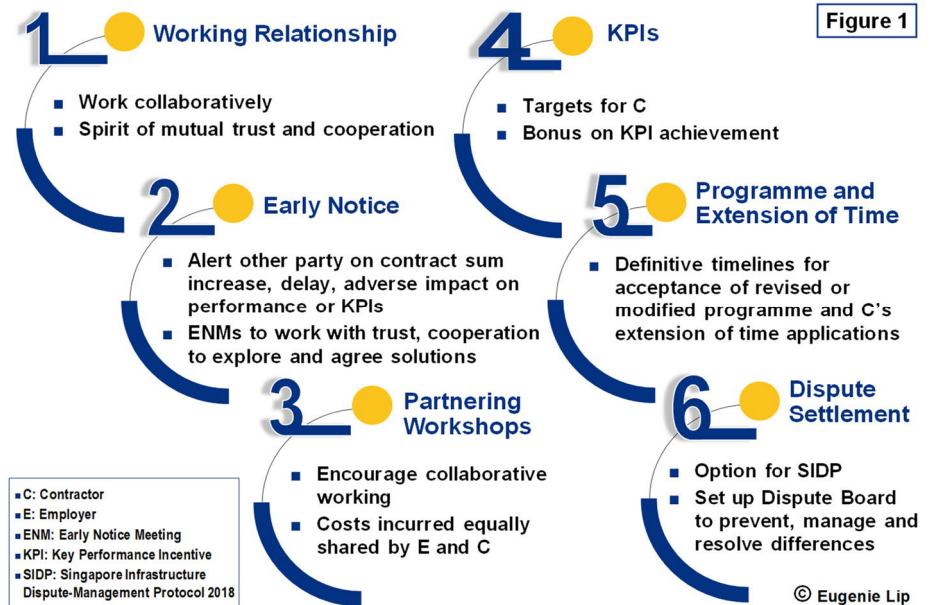 Figure 1
1
Working Relationship
■ Work collaboratively
■ Spirit of mutual trust and cooperation
2
Early Notice
■ Alert other party on contract sum
increase, delay, adverse impact on
performance or KPIs
■ ENMs to work with trust, cooperation
to explore and agree solutions
3
Partnering
Workshops
■ Encourage collaborative
working
■ Costs incurred equally
shared by E and C
4
KPIs
■ Targets for C
■ Bonus on KPI achievement
5
Programme and
Extension of Time
■ Definitive timelines for
acceptance of revised or
modified programme and C's
extension of time applications
6
Dispute
Settlement
■ Option for SIDP
■ Set up Dispute Board
to prevent, manage and
resolve differences
■ C: Contractor
■ E: Employer
■ ENM: Early Notice Meeting
■ KPI: Key Performance Incentive
■ SIDP: Singapore Infrastructure
Dispute-Management Protocol 2018
© Eugenie Lip